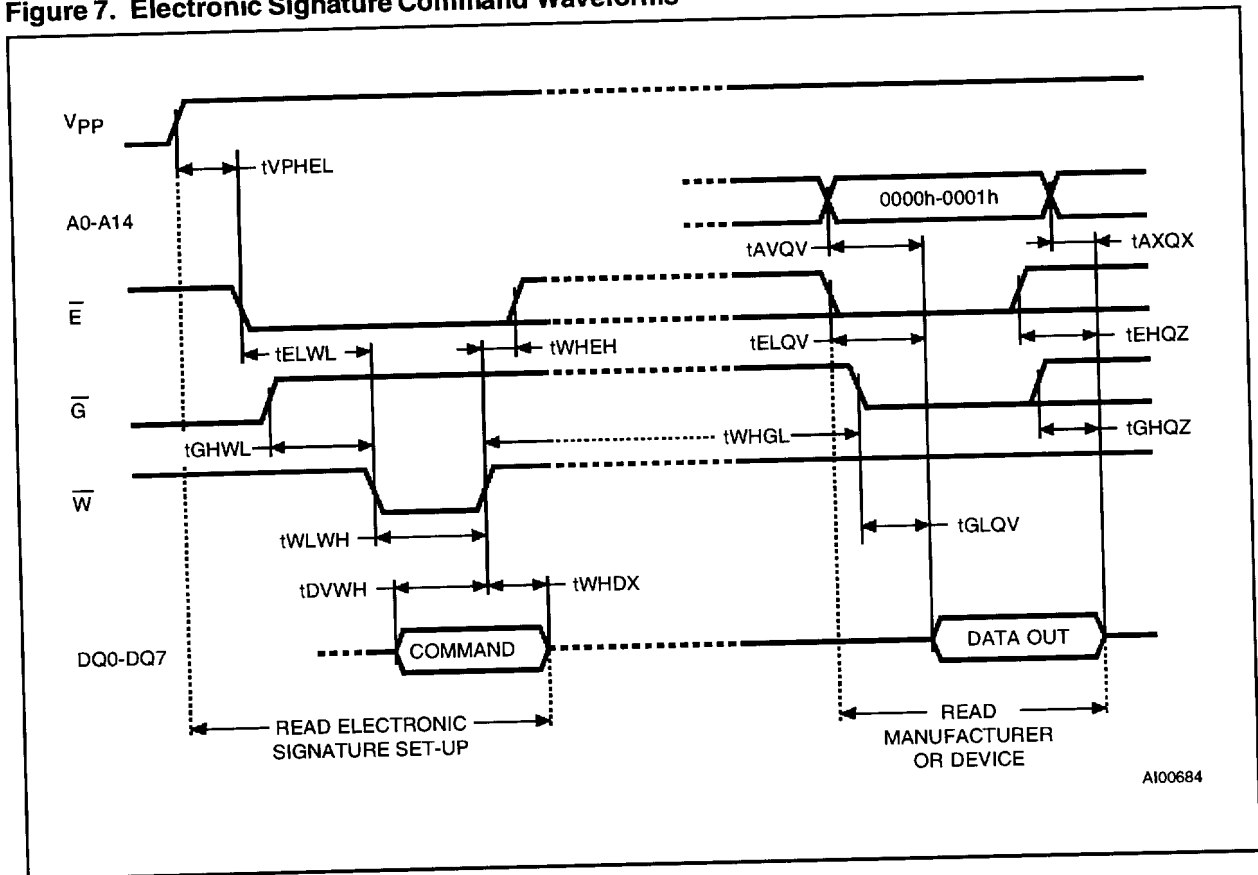 Figure 7. Electronic Signature Command Waveforms
VPP
tVPHEL
A0-A14
0000h-0001h
tAVQV
tAXQX
E
tELWL
tWHEH
tELQV
tEHQZ
G
tGHWL
tWHGL
tGHQZ
W
tWLWH
tGLQV
tDVWH
tWHDX
DQ0-DQ7
COMMAND
DATA OUT
READ ELECTRONIC
SIGNATURE SET-UP
READ
MANUFACTURER
OR DEVICE
AI00684